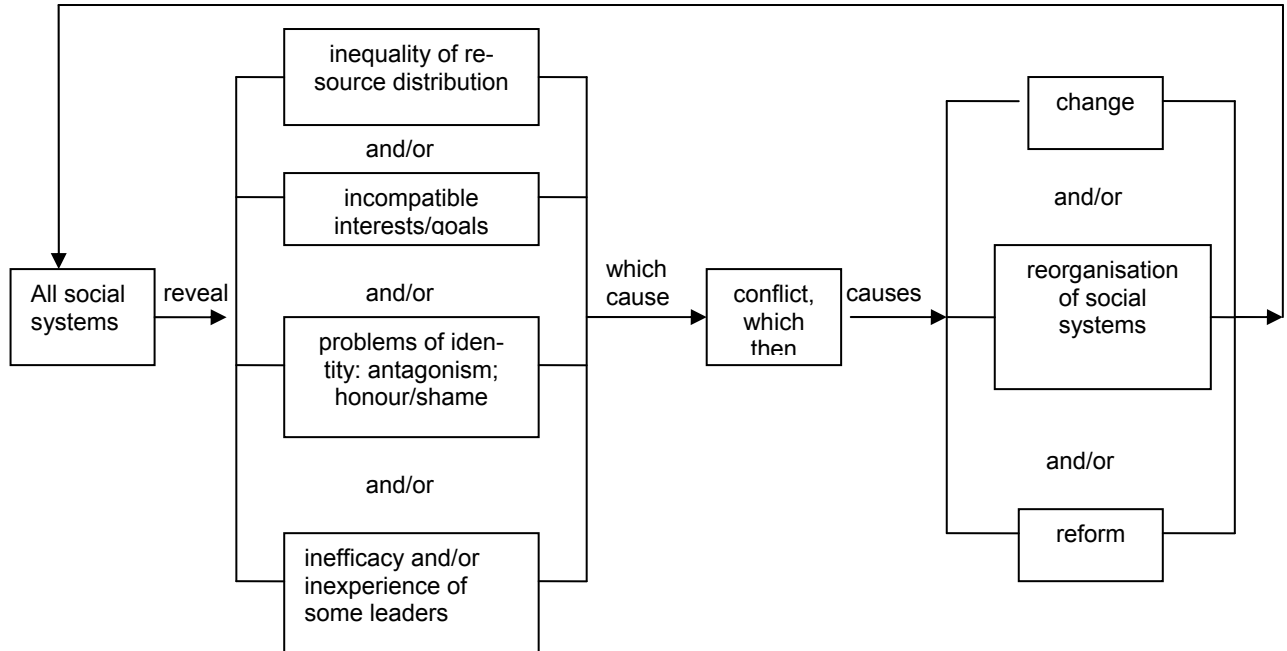 All social
systems
reveal
inequality of re-
source distribution
and/or
incompatible
interests/goals
and/or
problems of iden-
tity: antagonism;
honour/shame
and/or
inefficacy and/or
inexperience of
some leaders
which
cause
conflict,
which
then
causes
change
and/or
reorganisation
of social
systems
and/or
reform